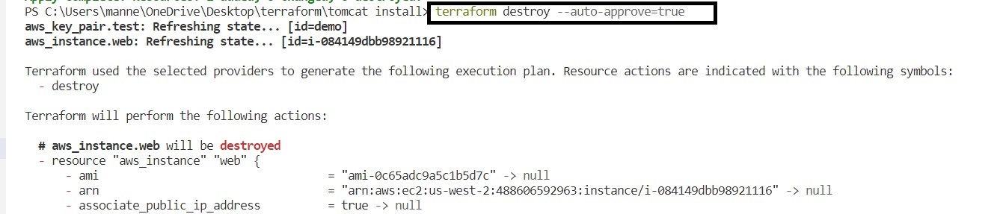 PS C:\Users\manne\OneDrive\Desktop\terraform\tomcat install> terraform destroy --auto-approve=true
aws_key_pair.test: Refreshing state... [id=demo]
aws_instance.web: Refreshing state... [id=i-084149dbb98921116]
Terraform used the selected providers to generate the following execution plan. Resource actions are indicated with the following symbols:
- destroy
Terraform will perform the following actions:
# aws_instance.web will be destroyed
- resource "aws_instance" "web" {
- ami = "ami-0c65adc9a5c1b5d7c" -> null
- arn = "arn:aws:ec2:us-west-2:488606592963:instance/i-084149dbb98921116" -> null
- associate_public_ip_address = true -> null